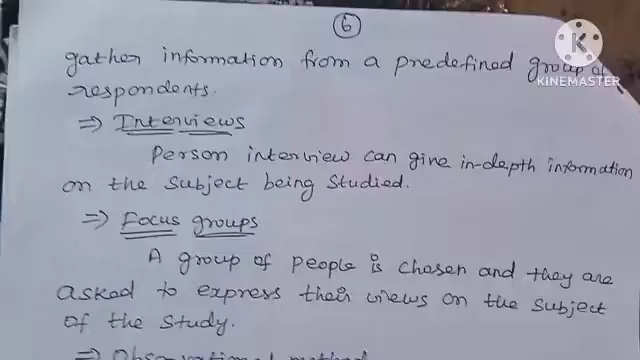 6
gather information from a predefined group of
respondents.
⇒ Interviews
Person interview can give in-depth information
on the subject being studied.
⇒ Focus groups
A group of people is chosen and they are
asked to express their views on the subject
of the study.
⇒ Observational method
KINEMASTER